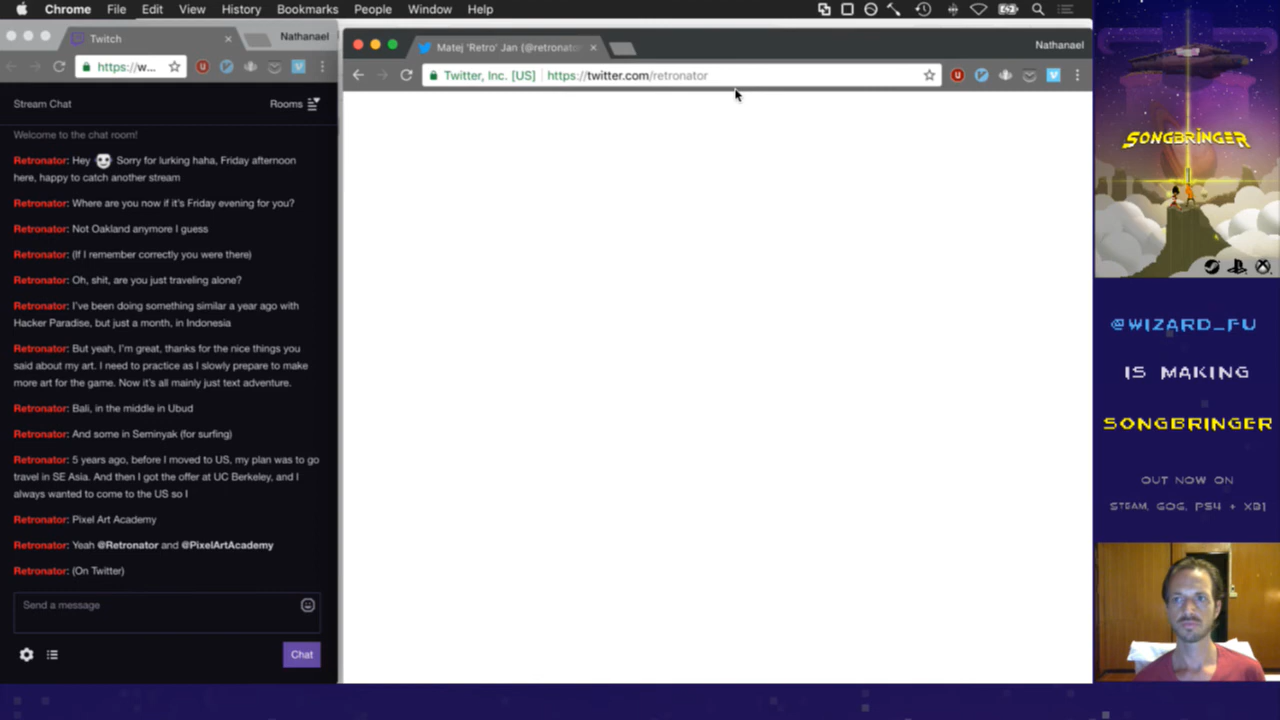 Chrome File Edit View History Bookmarks People Window Help
Twitch
Nathanael
https://w...
Stream Chat
Rooms
Welcome to the chat room!
Retronator: Hey Sorry for lurking haha, Friday afternoon
here, happy to catch another stream
Retronator: Where are you now if it's Friday evening for you?
Retronator: Not Oakland anymore I guess
Retronator: (If I remember correctly you were there)
Retronator: Oh, shit, are you just traveling alone?
Retronator: I've been doing something similar a year ago with
Hacker Paradise, but just a month, in Indonesia
Retronator: But yeah, I'm great, thanks for the nice things you
said about my art. I need to practice as I slowly prepare to make
more art for the game. Now it's all mainly just text adventure.
Retronator: Bali, in the middle in Ubud
Retronator: And some in Seminyak (for surfing)
Retronator: 5 years ago, before I moved to US, my plan was to go
travel in SE Asia. And then I got the offer at UC Berkeley, and I
always wanted to come to the US so I
Retronator: Pixel Art Academy
Retronator: Yeah @Retronator and @PixelArtAcademy
Retronator: (On Twitter)
Send a message
Chat
Matej 'Retro' Jan (@retronator
Nathanael
Twitter, Inc. [US] https://twitter.com/retronator
SONGBRINGER
@WIZARD_FU
IS MAKING
SONGBRINGER
OUT NOW ON
STEAM, GOG, PS4 + XB1